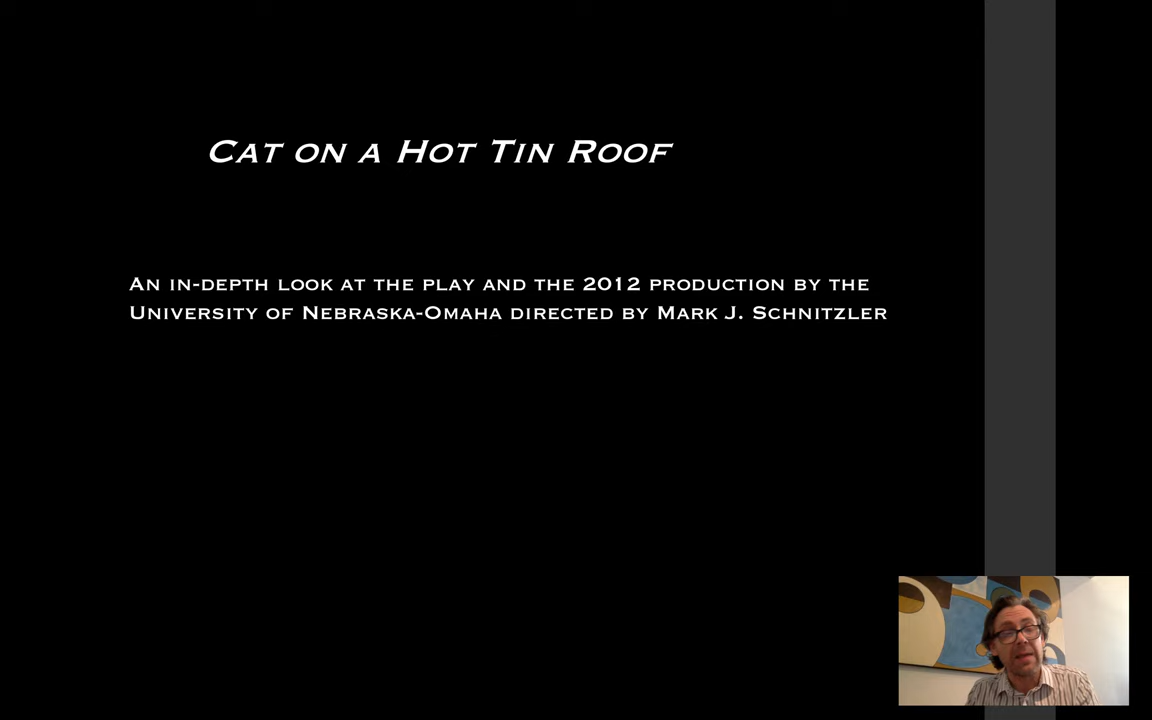 Cat on a Hot Tin Roof
An in-depth look at the play and the 2012 production by the
University of Nebraska-Omaha directed by Mark J. Schnitzler